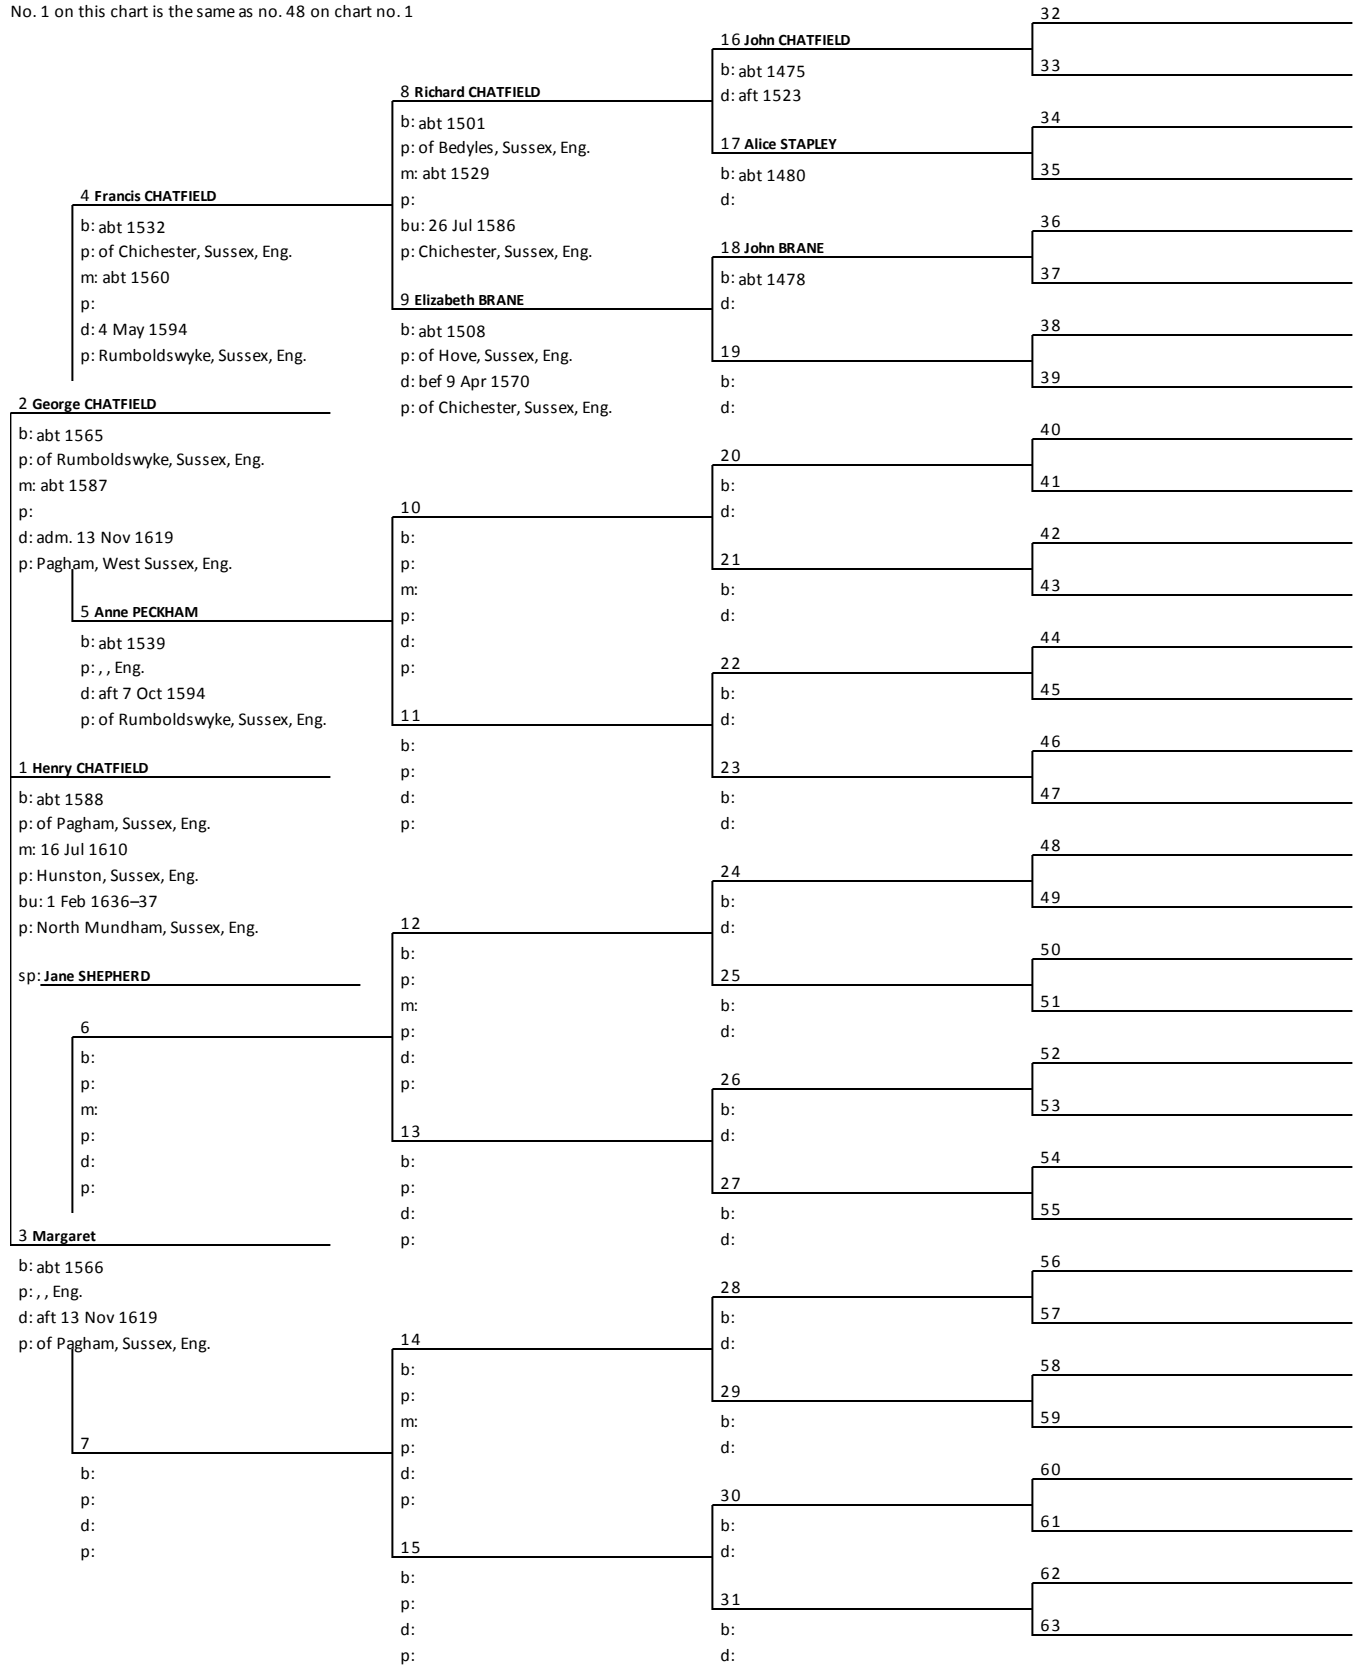 No. 1 on this chart is the same as no. 48 on chart no. 1
2 George CHATFIELD
b: abt 1565
p: of Rumboldswyke, Sussex, Eng.
m: abt 1587
p:
d: adm. 13 Nov 1619
p: Pagham, West Sussex, Eng.
1 Henry CHATFIELD
b: abt 1588
p: of Pagham, Sussex, Eng.
m: 16 Jul 1610
p: Hunston, Sussex, Eng.
bu: 1 Feb 1636–37
p: North Mundham, Sussex, Eng.
sp: Jane SHEPHERD
3 Margaret
b: abt 1566
p: , , Eng.
d: aft 13 Nov 1619
p: of Pagham, Sussex, Eng.
4 Francis CHATFIELD
b: abt 1532
p: of Chichester, Sussex, Eng.
m: abt 1560
p:
d: 4 May 1594
p: Rumboldswyke, Sussex, Eng.
5 Anne PECKHAM
b: abt 1539
p: , , Eng.
d: aft 7 Oct 1594
p: of Rumboldswyke, Sussex, Eng.
6
b:
p:
m:
p:
d:
p:
7
b:
p:
d:
p:
8 Richard CHATFIELD
b: abt 1501
p: of Bedyles, Sussex, Eng.
m: abt 1529
p:
bu: 26 Jul 1586
p: Chichester, Sussex, Eng.
9 Elizabeth BRANE
b: abt 1508
p: of Hove, Sussex, Eng.
d: bef 9 Apr 1570
p: of Chichester, Sussex, Eng.
10
b:
p:
m:
p:
d:
p:
11
b:
p:
d:
p:
12
b:
p:
m:
p:
d:
p:
13
b:
p:
d:
p:
14
b:
p:
m:
p:
d:
p:
15
b:
p:
d:
p:
16 John CHATFIELD
b: abt 1475
d: aft 1523
17 Alice STAPLEY
b: abt 1480
d:
18 John BRANE
b: abt 1478
d:
19
b:
d:
20
b:
d:
21
b:
d:
22
b:
d:
23
b:
d:
24
b:
d:
25
b:
d:
26
b:
d:
27
b:
d:
28
b:
d:
29
b:
d:
30
b:
d:
31
b:
d:
32
33
34
35
36
37
38
39
40
41
42
43
44
45
46
47
48
49
50
51
52
53
54
55
56
57
58
59
60
61
62
63